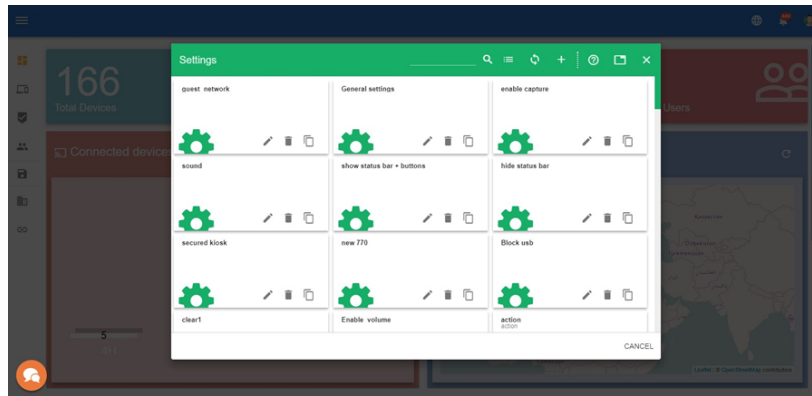 Settings
166
Total Devices
Users
Connected device
guest network
General settings
enable capture
sound
show status bar + buttons
hide status bar
secured kiosk
new 770
Block usb
clear1
Enable volume
action
action
5
CANCEL
Leaflet | © OpenStreetMap contributors